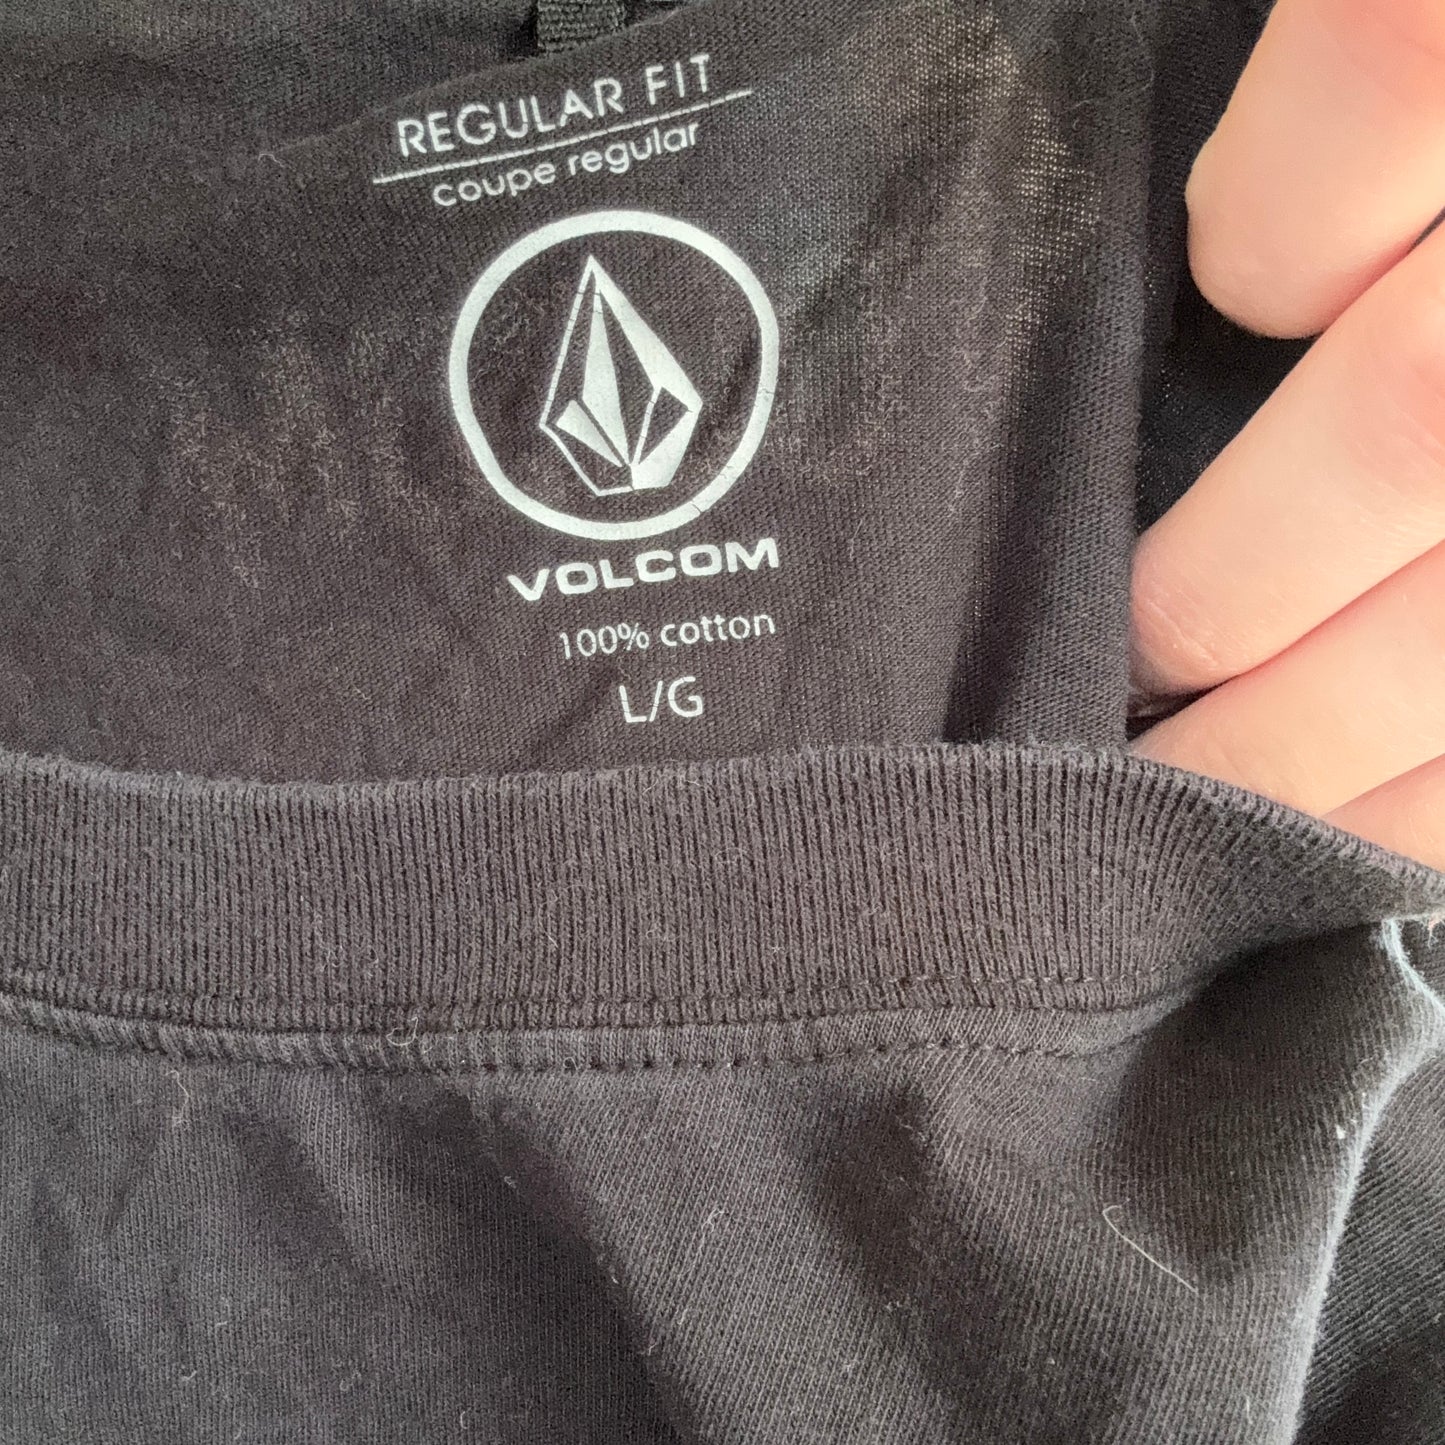 REGULAR FIT
coupe regular
VOLCOM
100% cotton
L/G